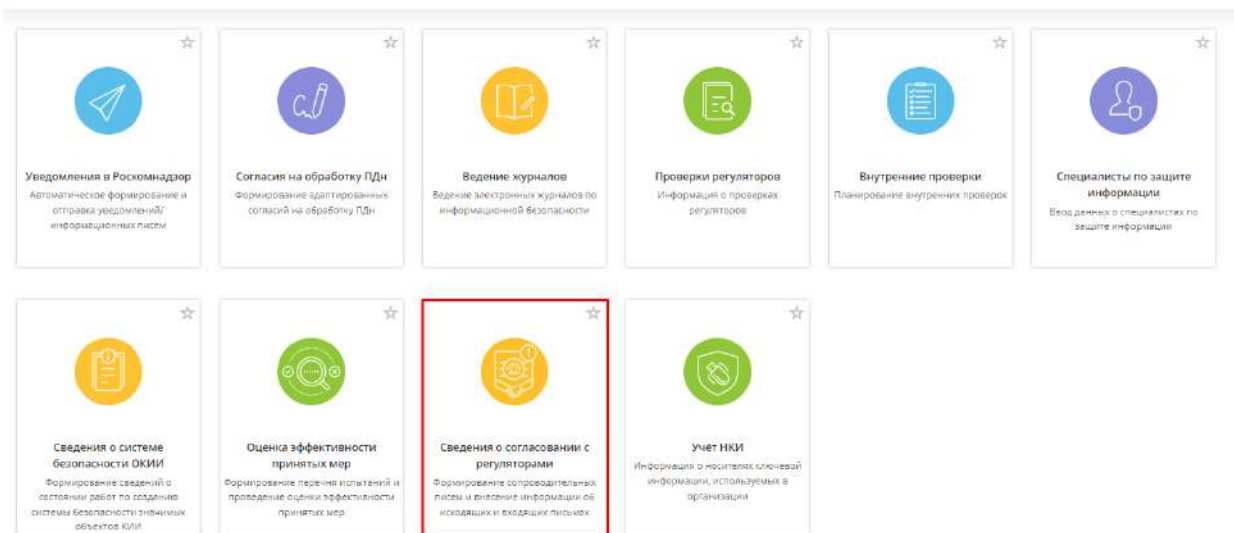 Уведомления в Роскомнадзор
Автоматическое формирование и
отправка уведомлений/
информационных писем
Согласия на обработку ПДн
Формирование адаптированных
согласий на обработку ПДн
Ведение журналов
Ведение электронных журналов по
информационной безопасности
Проверки регуляторов
Информация о проверках
регуляторов
Внутренние проверки
Планирование внутренних проверок
Специалисты по защите
информации
Ввод данных о специалистах по
защите информации
Сведения о системе
безопасности ОКИИ
Формирование сведений о
состоянии работ по созданию
системы безопасности значимых
объектов КИИ
Оценка эффективности
принятых мер
Формирование перечня испытаний и
проведение оценки эффективности
принятых мер
Сведения о согласовании с
регуляторами
Формирование сопроводительных
писем и внесение информации об
исходящих и входящих письмах
Учет НКИ
Информация о носителях ключевой
информации, используемых в
организации